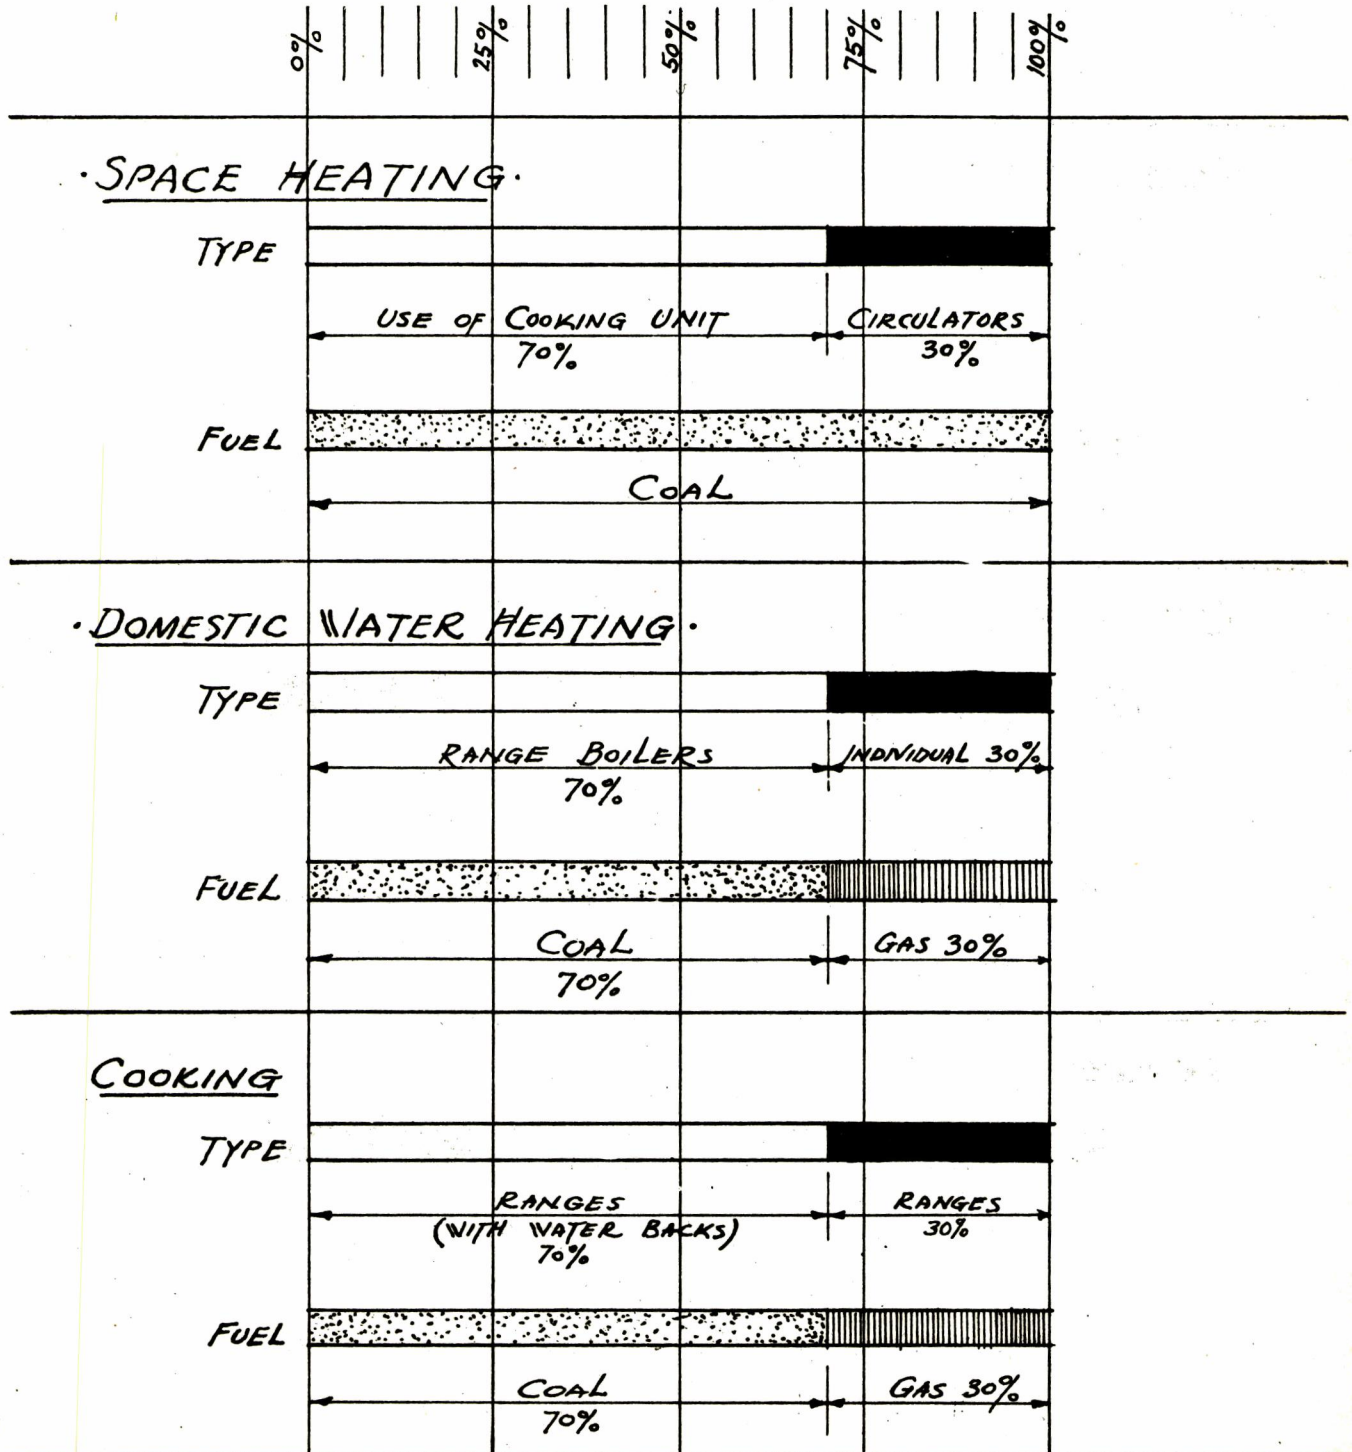 0% 25% 50% 75% 100%
·SPACE HEATING·
TYPE
USE OF COOKING UNIT CIRCULATORS
70% 30%
FUEL
COAL
·DOMESTIC WATER HEATING·
TYPE
RANGE BOILERS INDIVIDUAL 30%
70%
FUEL
COAL GAS 30%
70%
COOKING
TYPE
RANGES RANGES
(WITH WATER BACKS) 30%
70%
FUEL
COAL GAS 30%
70%